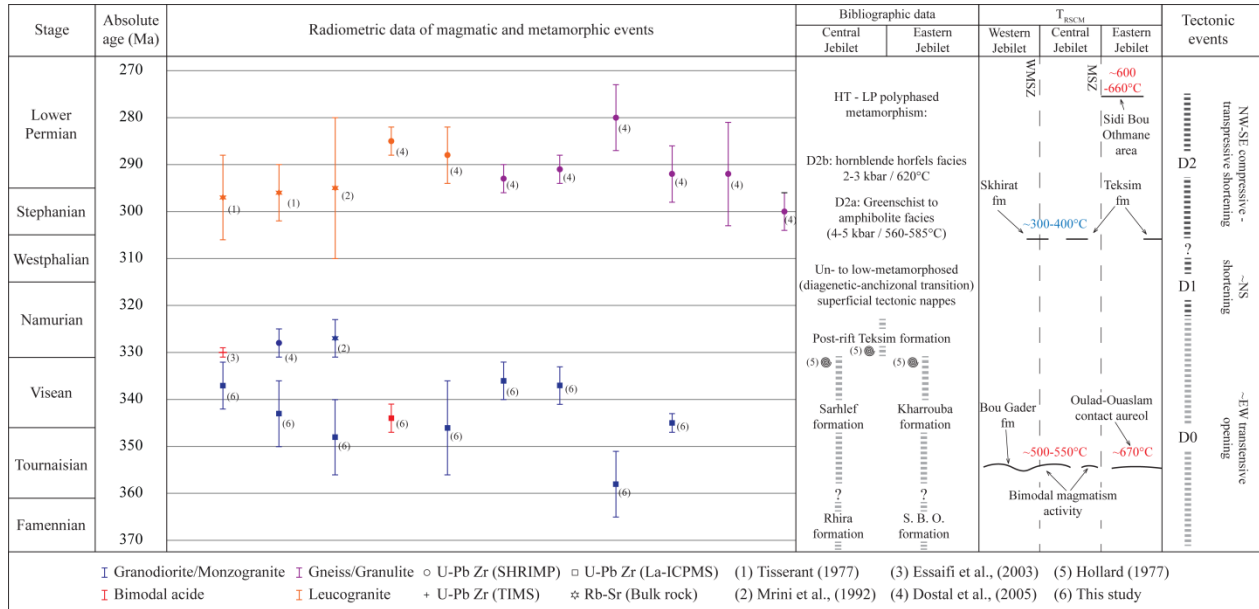 Stage
Absolute
age (Ma)
Radiometric data of magmatic and metamorphic events
Bibliographic data
Central
Jebilet
Eastern
Jebilet
TRSCM
Western
Jebilet
Central
Jebilet
Eastern
Jebilet
Tectonic
events
Lower
Permian
Stephanian
Westphalian
Namurian
Visean
Tournaisian
Famennian
270
280
290
300
310
320
330
340
350
360
370
(1)
(1)
(2)
(4)
(4)
(4)
(4)
(4)
(4)
(4)
(4)
(3)
(4)
(2)
(6)
(6)
(6)
(6)
(6)
(6)
(6)
(6)
(6)
HT - LP polyphased
metamorphism:
D2b: hornblende horfels facies
2-3 kbar / 620°C
D2a: Greenschist to
amphibolite facies
(4-5 kbar / 560-585°C)
Un- to low-metamorphosed
(diagenetic-anchizonal transition)
superficial tectonic nappes
Post-rift Teksim formation
(5)
(5)
(5)
Sarhlef
formation
Kharrouba
formation
?
?
Rhira
formation
S. B. O.
formation
WMSZ
MSZ
~600
-660°C
Sidi Bou
Othmane
area
Skhirat
fm
Teksim
fm
~300-400°C
Bou Gader
fm
Oulad-Ouaslam
contact aureol
~500-550°C
~670°C
Bimodal magmatism
activity
D2
?
D1
D0
NW-SE compressive -
transpressive shortening
~NS
shortening
~EW transtensive
opening
Granodiorite/Monzogranite
Gneiss/Granulite
U-Pb Zr (SHRIMP)
U-Pb Zr (La-ICPMS)
(1) Tisserant (1977)
(3) Essaifi et al., (2003)
(5) Hollard (1977)
Bimodal acide
Leucogranite
U-Pb Zr (TIMS)
Rb-Sr (Bulk rock)
(2) Mrini et al., (1992)
(4) Dostal et al., (2005)
(6) This study